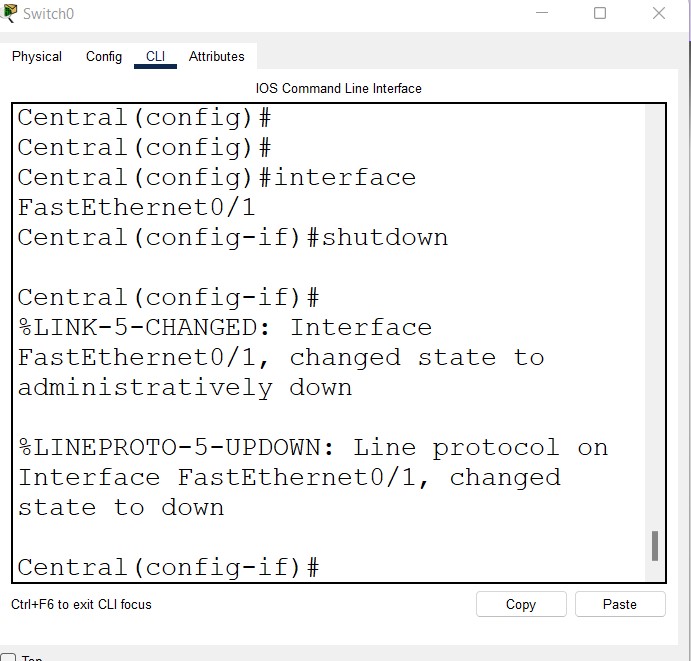 Switch0
Physical Config CLI Attributes
IOS Command Line Interface
Central(config)#
Central(config)#
Central(config)#interface
FastEthernet0/1
Central(config-if)#shutdown
Central(config-if)#
%LINK-5-CHANGED: Interface
FastEthernet0/1, changed state to
administratively down
%LINEPROTO-5-UPDOWN: Line protocol on
Interface FastEthernet0/1, changed
state to down
Central(config-if)#
Ctrl+F6 to exit CLI focus
Copy Paste
Top